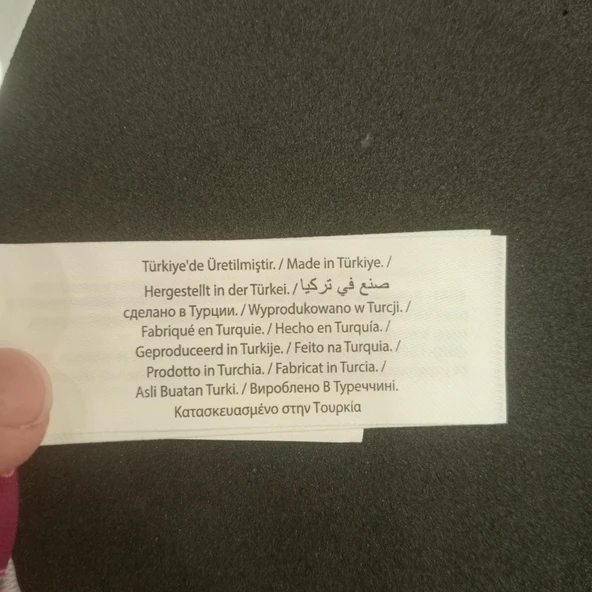 Türkiye'de Üretilmiştir. / Made in Türkiye. /
Hergestellt in der Türkei. / صنع في تركيا
сделано в Турции. / Wyprodukowano w Turcji. /
Fabriqué en Turquie. / Hecho en Turquía. /
Geproduceerd in Turkije. / Feito na Turquia. /
Prodotto in Turchia. / Fabricat in Turcia. /
Asli Buatan Turki. / Вироблено В Туреччині.
Κατασκευασμένο στην Τουρκία